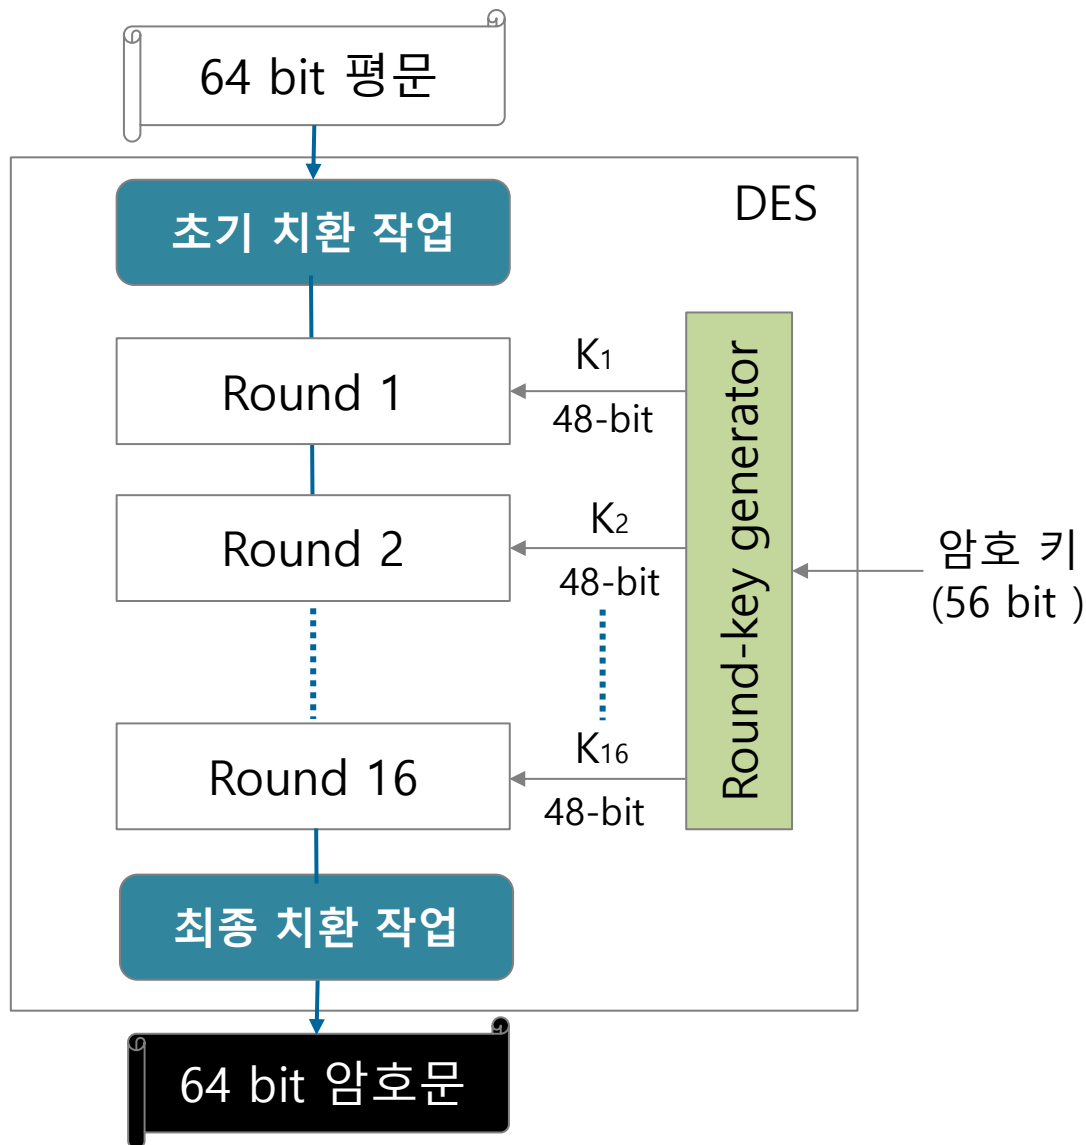 64 bit 평문
DES
초기 치환 작업
Round 1
K1
48-bit
Round 2
K2
48-bit
Round-key generator
암호 키
(56 bit )
Round 16
K16
48-bit
최종 치환 작업
64 bit 암호문